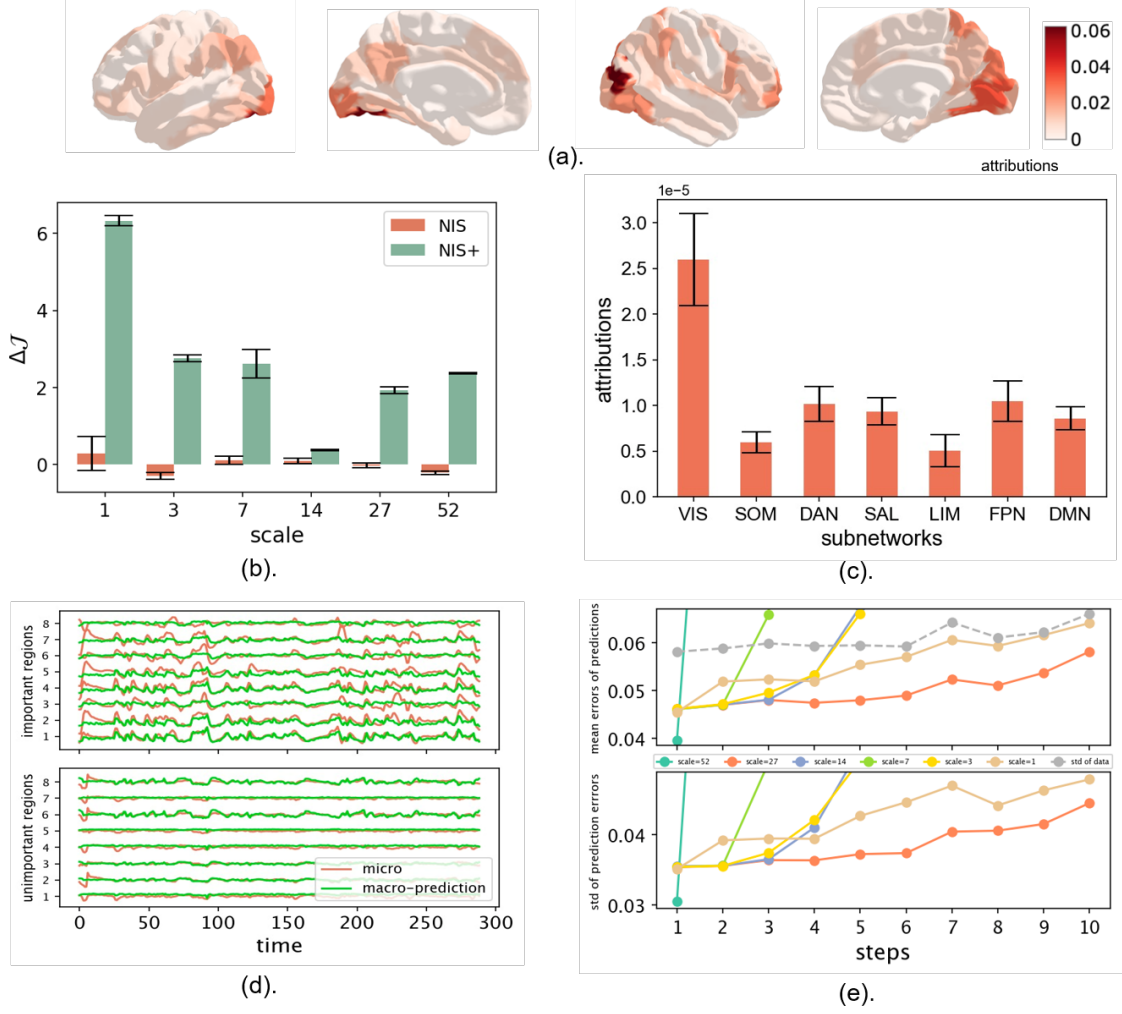 0.06
0.04
0.02
0
(a).
attributions
6
4
2
0
ΔJ
NIS
NIS+
1 3 7 14 27 52
scale
(b).
1e−5
3.0
2.5
2.0
1.5
1.0
0.5
0.0
attributions
VIS SOM DAN SAL LIM FPN DMN
subnetworks
(c).
important regions
8
7
6
5
4
3
2
1
unimportant regions
8
7
6
5
4
3
2
1
micro
macro-prediction
0 50 100 150 200 250 300
time
(d).
mean errors of predictions
0.06
0.05
0.04
scale=52 scale=27 scale=14 scale=7 scale=3 scale=1 std of data
std of prediction errrors
0.04
0.03
1 2 3 4 5 6 7 8 9 10
steps
(e).